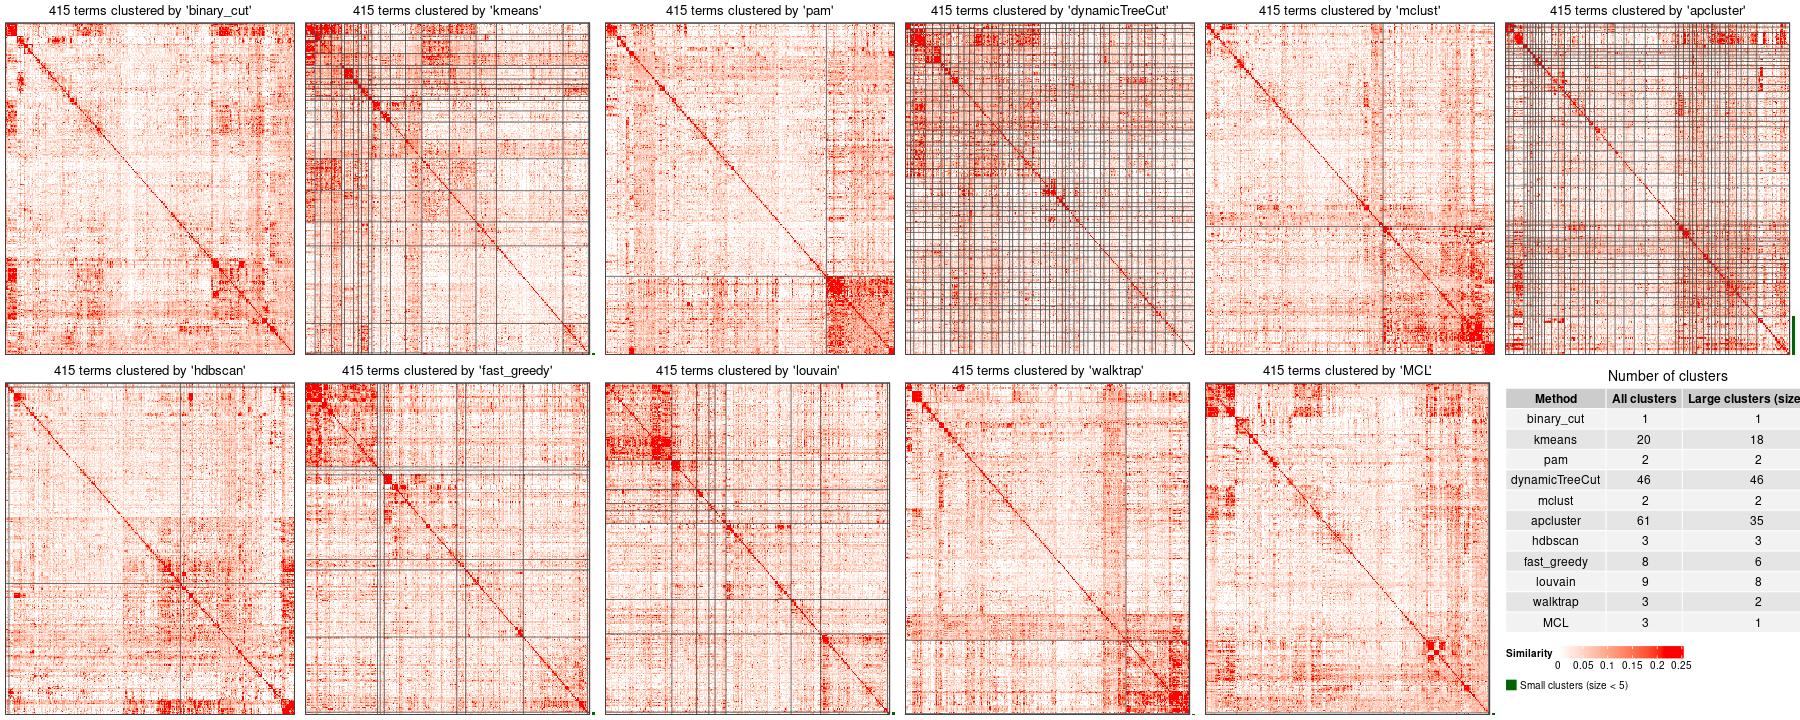 415 terms clustered by 'binary_cut'
415 terms clustered by 'kmeans'
415 terms clustered by 'pam'
415 terms clustered by 'dynamicTreeCut'
415 terms clustered by 'mclust'
415 terms clustered by 'apcluster'
415 terms clustered by 'hdbscan'
415 terms clustered by 'fast_greedy'
415 terms clustered by 'louvain'
415 terms clustered by 'walktrap'
415 terms clustered by 'MCL'
Number of clusters
Method All clusters Large clusters (size
binary_cut 1 1
kmeans 20 18
pam 2 2
dynamicTreeCut 46 46
mclust 2 2
apcluster 61 35
hdbscan 3 3
fast_greedy 8 6
louvain 9 8
walktrap 3 2
MCL 3 1
Similarity
0 0.05 0.1 0.15 0.2 0.25
Small clusters (size < 5)